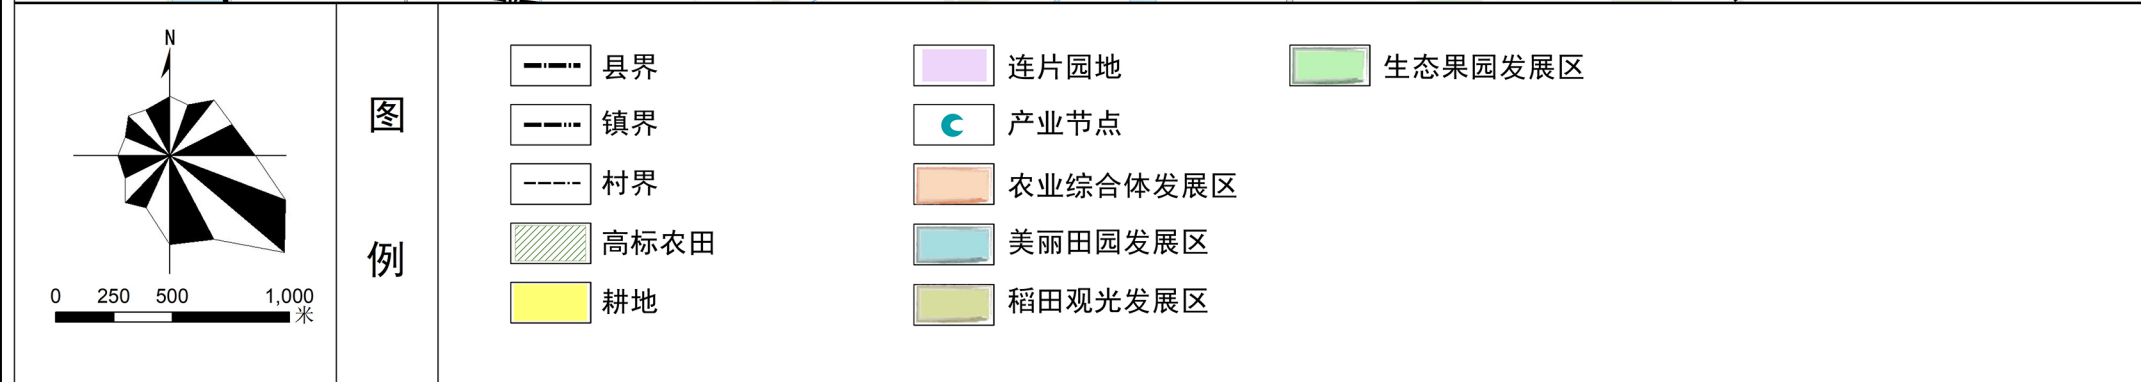 N
0 250 500 1,000
米
图
例
县界
镇界
村界
高标农田
耕地
连片园地
产业节点
农业综合体发展区
美丽田园发展区
稻田观光发展区
生态果园发展区